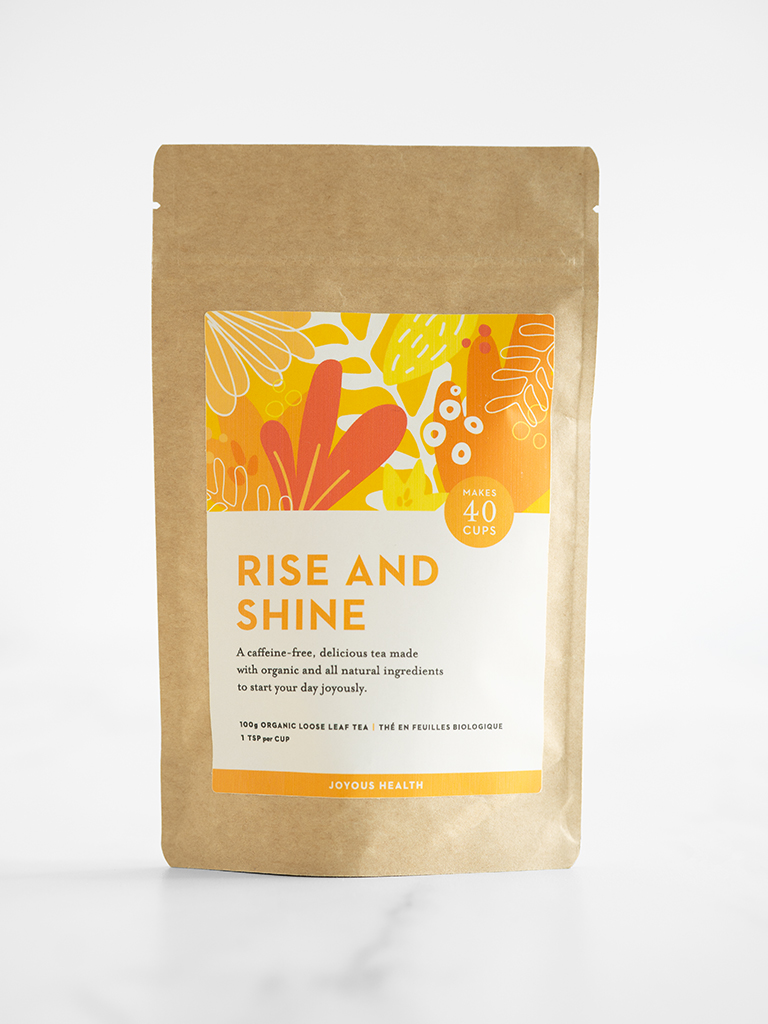 MAKES
40
CUPS
RISE AND
SHINE
A caffeine-free, delicious tea made
with organic and all natural ingredients
to start your day joyously.
100g ORGANIC LOOSE LEAF TEA | THÉ EN FEUILLES BIOLOGIQUE
1 TSP per CUP
JOYOUS HEALTH